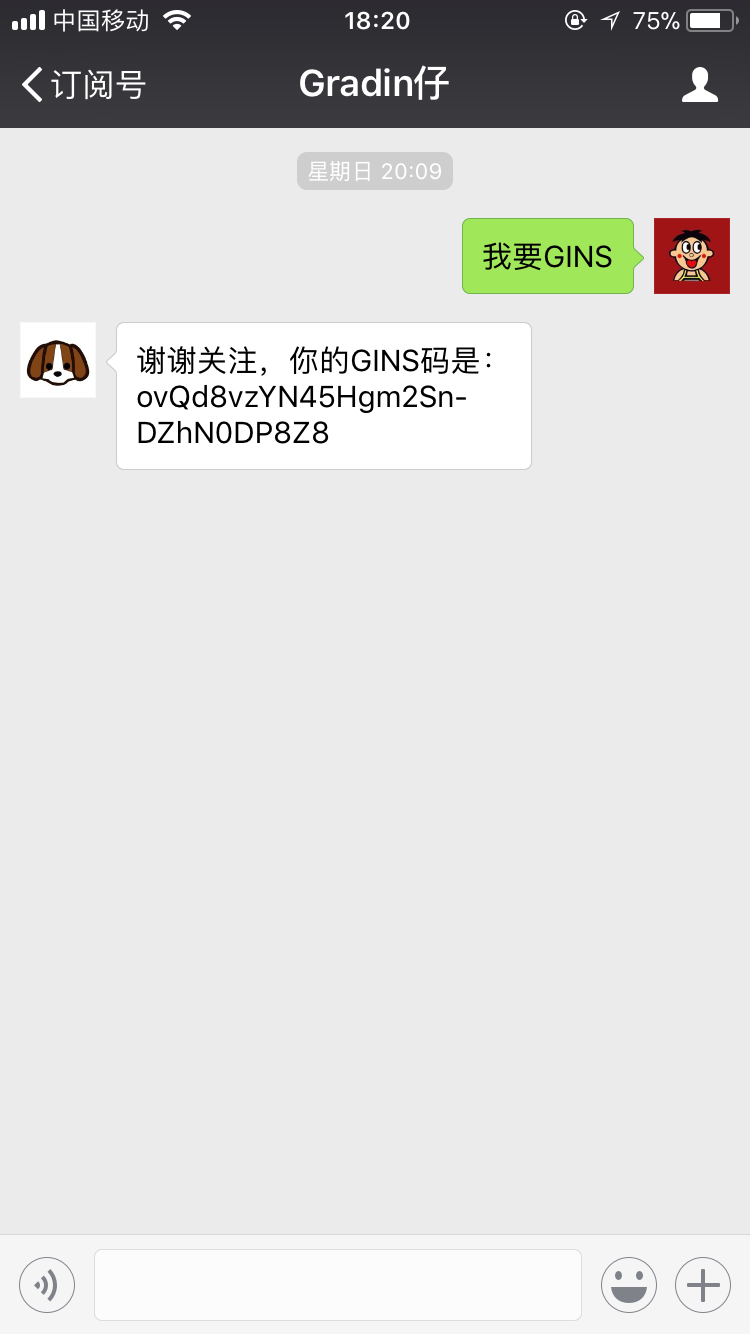 中国移动
18:20
75%
订阅号
Gradin仔
星期日 20:09
我要GINS
谢谢关注，你的GINS码是：
ovQd8vzYN45Hgm2Sn-
DZhN0DP8Z8